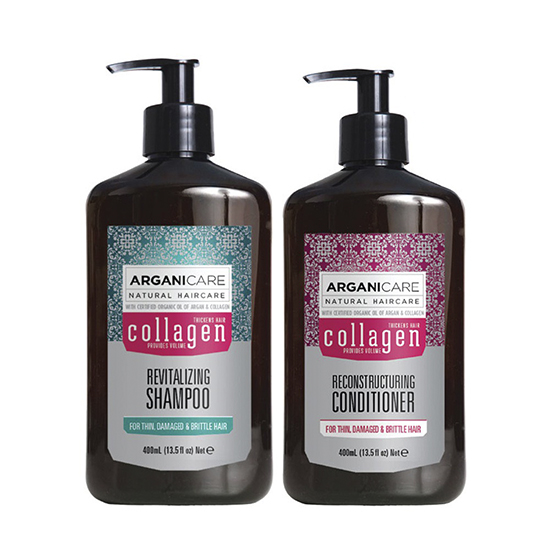 ARGANICARE
NATURAL HAIRCARE
WITH CERTIFIED ORGANIC OIL OF ARGAN & COLLAGEN
THICKENS HAIR
collagen
PROVIDES VOLUME
REVITALIZING
SHAMPOO
FOR THIN, DAMAGED & BRITTLE HAIR
400mL (13.5 fl oz) Net ℮
ARGANICARE
NATURAL HAIRCARE
WITH CERTIFIED ORGANIC OIL OF ARGAN & COLLAGEN
THICKENS HAIR
collagen
PROVIDES VOLUME
RECONSTRUCTURING
CONDITIONER
FOR THIN, DAMAGED & BRITTLE HAIR
400mL (13.5 fl oz) Net ℮